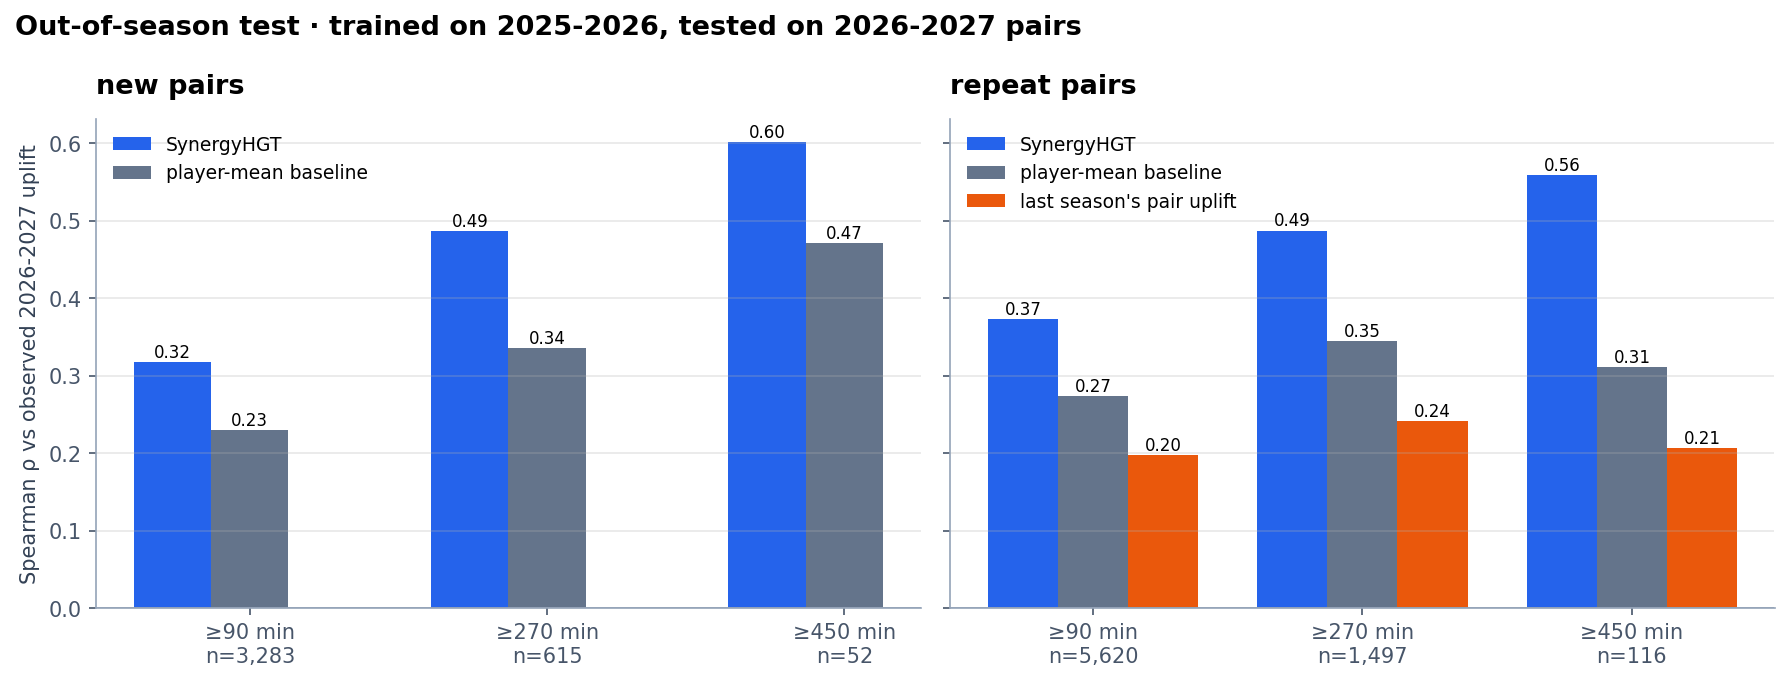 Out-of-season test · trained on 2025-2026, tested on 2026-2027 pairs
new pairs
Spearman ρ vs observed 2026-2027 uplift
0.6
0.5
0.4
0.3
0.2
0.1
0.0
SynergyHGT
player-mean baseline
0.32
0.23
0.49
0.34
0.60
0.47
≥90 min
n=3,283
≥270 min
n=615
≥450 min
n=52
repeat pairs
SynergyHGT
player-mean baseline
last season's pair uplift
0.37
0.27
0.20
0.49
0.35
0.24
0.56
0.31
0.21
≥90 min
n=5,620
≥270 min
n=1,497
≥450 min
n=116